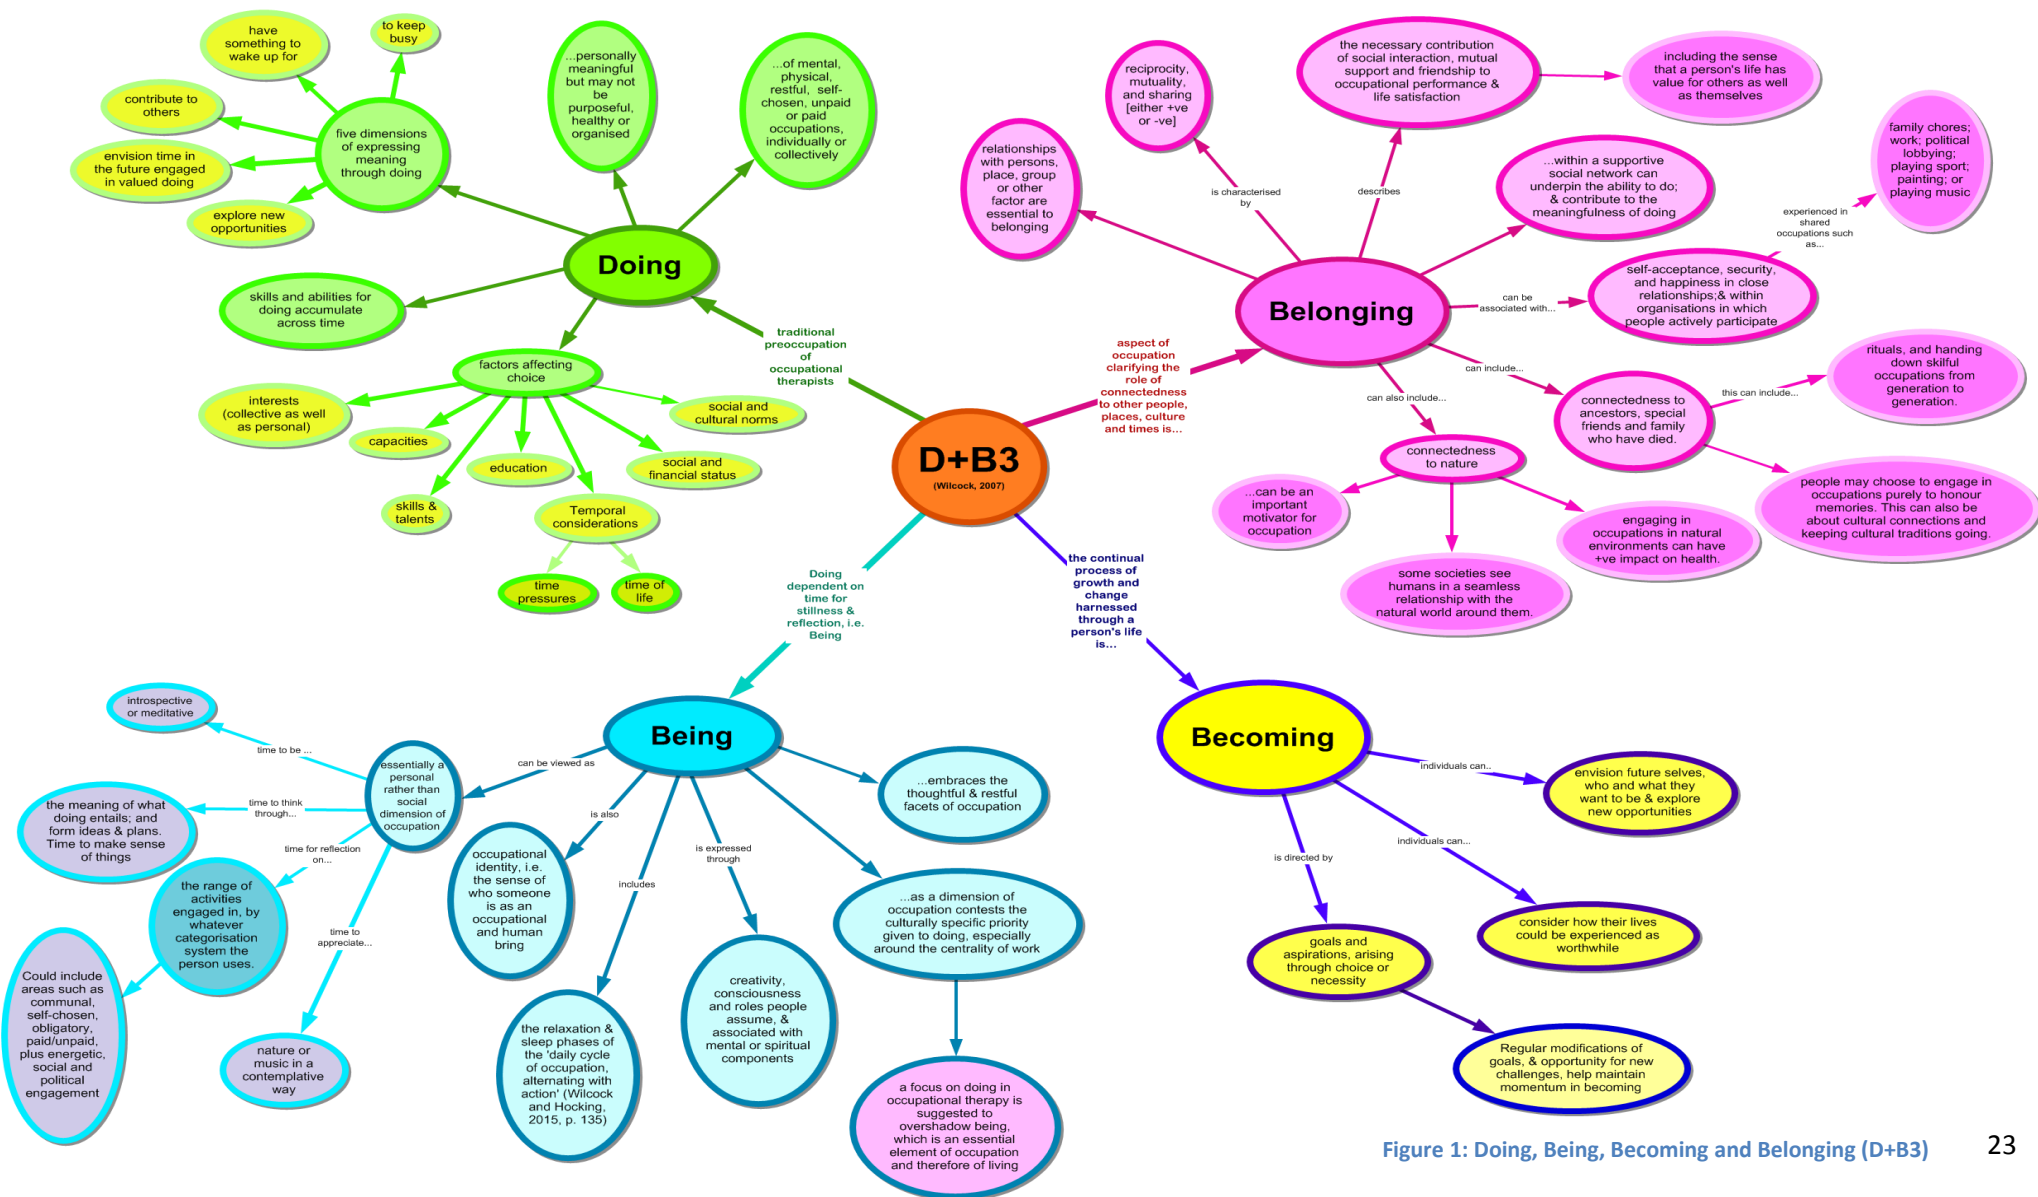 have
something to
wake up for
to keep
busy
contribute to
others
envision time in
the future engaged
in valued doing
explore new
opportunities
five dimensions
of expressing
meaning
through doing
...personally
meaningful
but may not
be
purposeful,
healthy or
organised
...of mental,
physical,
restful, self-
chosen, unpaid
or paid
occupations,
individually or
collectively
Doing
skills and abilities for
doing accumulate
across time
factors affecting
choice
interests
(collective as well
as personal)
capacities
skills &
talents
education
Temporal
considerations
time
pressures
time of
life
social and
financial status
social and
cultural norms
traditional
preoccupation
of
occupational
therapists
D+B3
(Wilcock, 2007)
aspect of
occupation
clarifying the
role of
connectedness
to other people,
places, culture
and times is...
Belonging
relationships
with persons,
place, group
or other
factor are
essential to
belonging
is characterised
by
reciprocity,
mutuality,
and sharing
[either +ve
or -ve]
describes
the necessary contribution
of social interaction, mutual
support and friendship to
occupational performance &
life satisfaction
including the sense
that a person's life has
value for others as well
as themselves
...within a supportive
social network can
underpin the ability to do;
& contribute to the
meaningfulness of doing
can be
associated with...
self-acceptance, security,
and happiness in close
relationships;& within
organisations in which
people actively participate
experienced in
shared
occupations such
as...
family chores;
work; political
lobbying;
playing sport;
painting; or
playing music
can include...
connectedness to
ancestors, special
friends and family
who have died.
this can include...
rituals, and handing
down skilful
occupations from
generation to
generation.
people may choose to engage in
occupations purely to honour
memories. This can also be
about cultural connections and
keeping cultural traditions going.
can also include...
connectedness
to nature
...can be an
important
motivator for
occupation
some societies see
humans in a seamless
relationship with the
natural world around them.
engaging in
occupations in natural
environments can have
+ve impact on health.
Doing
dependent on
time for
stillness &
reflection, i.e.
Being
the continual
process of
growth and
change
harnessed
through a
person's life
is...
Being
can be viewed as
essentially a
personal
rather than
social
dimension of
occupation
time to be ...
introspective
or meditative
time to think
through...
the meaning of what
doing entails; and
form ideas & plans.
Time to make sense
of things
time for reflection
on...
the range of
activities
engaged in, by
whatever
categorisation
system the
person uses.
Could include
areas such as
communal,
self-chosen,
obligatory,
paid/unpaid,
plus energetic,
social and
political
engagement
time to
appreciate...
nature or
music in a
contemplative
way
is also
occupational
identity, i.e.
the sense of
who someone
is as an
occupational
and human
bring
includes
the relaxation &
sleep phases of
the 'daily cycle
of occupation,
alternating with
action' (Wilcock
and Hocking,
2015, p. 135)
is expressed
through
creativity,
consciousness
and roles people
assume, &
associated with
mental or spiritual
components
...embraces the
thoughtful & restful
facets of occupation
...as a dimension of
occupation contests the
culturally specific priority
given to doing, especially
around the centrality of work
a focus on doing in
occupational therapy is
suggested to
overshadow being,
which is an essential
element of occupation
and therefore of living
Becoming
individuals can..
envision future selves,
who and what they
want to be & explore
new opportunities
individuals can...
consider how their lives
could be experienced as
worthwhile
is directed by
goals and
aspirations, arising
through choice or
necessity
Regular modifications of
goals, & opportunity for new
challenges, help maintain
momentum in becoming
Figure 1: Doing, Being, Becoming and Belonging (D+B3)
23